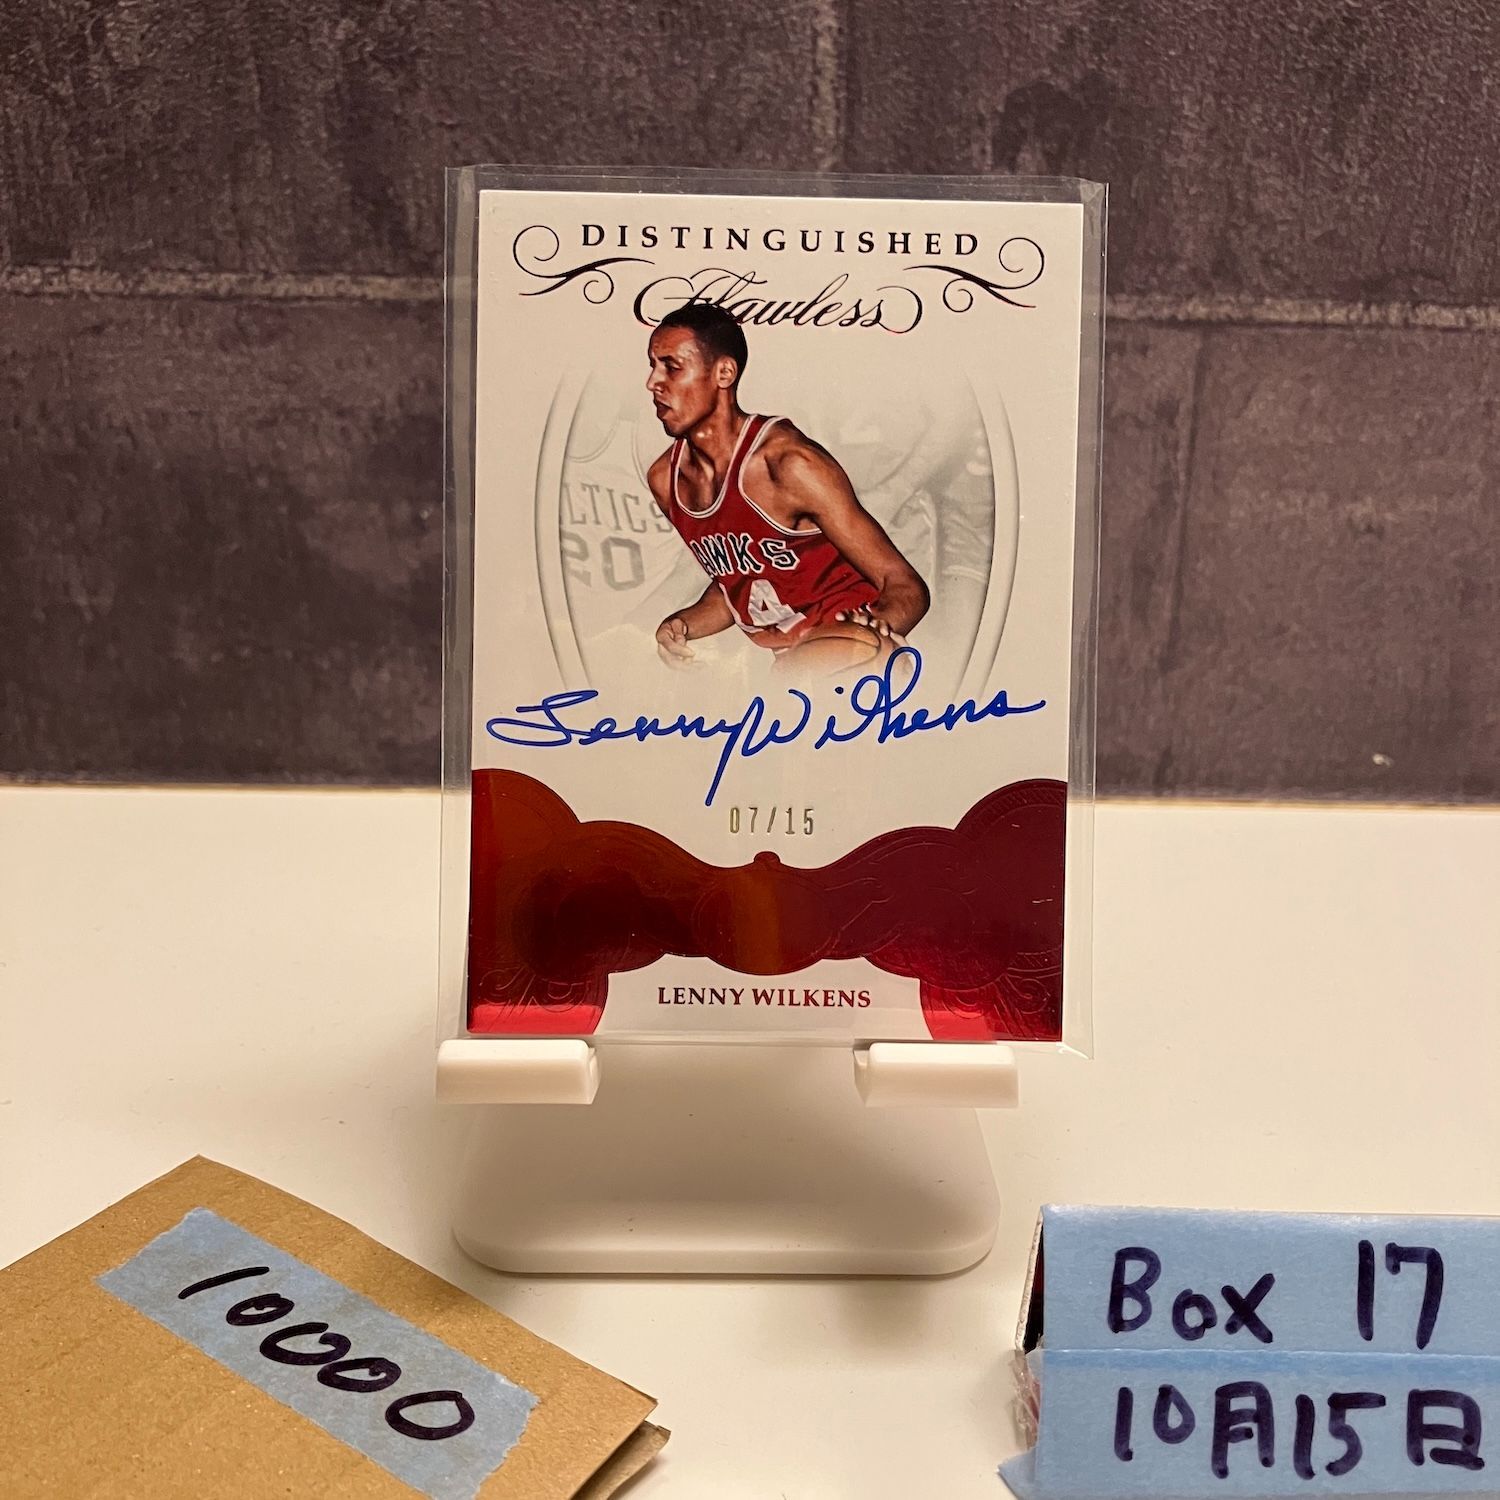 DISTINGUISHED
Flawless
LTICS
20
AWKS
14
Lenny Wilkens
07/15
LENNY WILKENS
10000
Box 17
10月15日